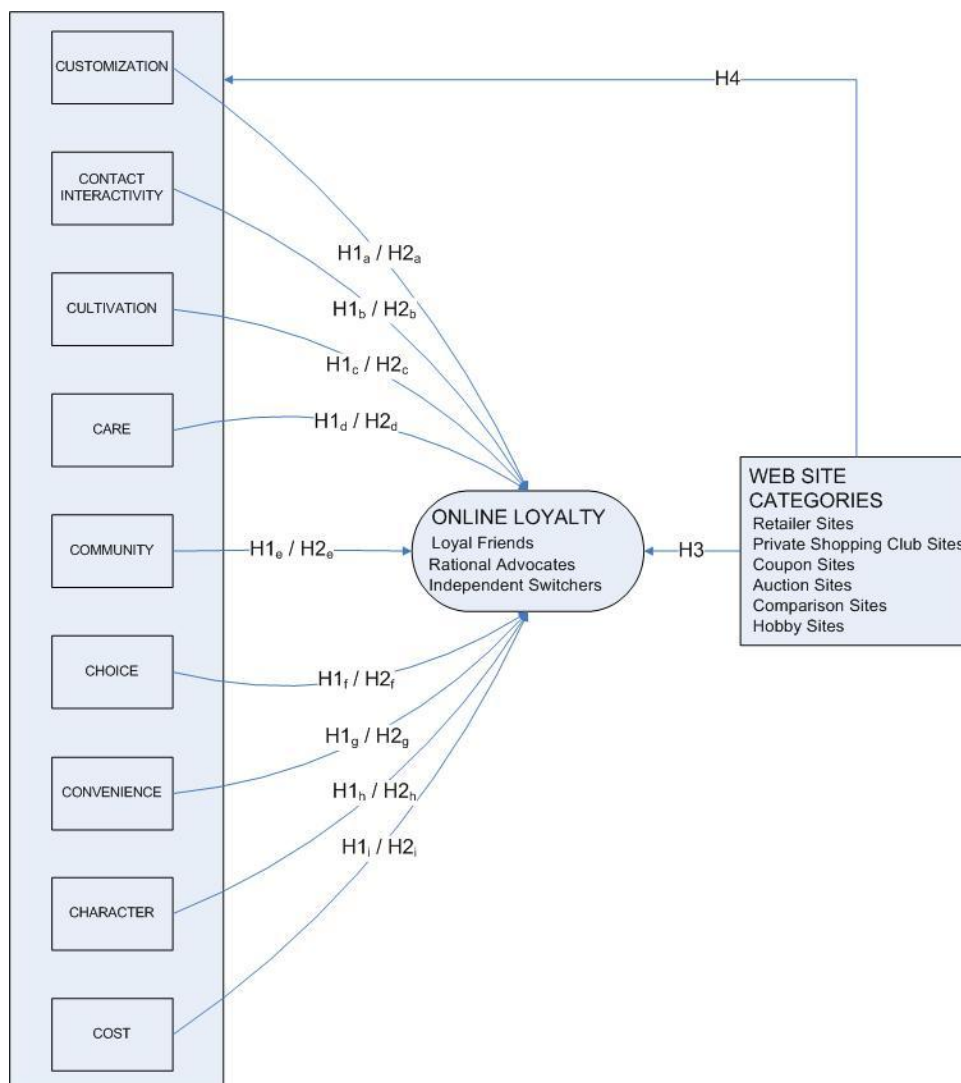 CUSTOMIZATION
H4
CONTACT
INTERACTIVITY
H1a / H2a
CULTIVATION
H1b / H2b
H1c / H2c
CARE
H1d / H2d
WEB SITE
CATEGORIES
Retailer Sites
Private Shopping Club Sites
Coupon Sites
Auction Sites
Comparison Sites
Hobby Sites
ONLINE LOYALTY
Loyal Friends
Rational Advocates
Independent Switchers
COMMUNITY
H1e / H2e
H3
CHOICE
H1f / H2f
H1g / H2g
CONVENIENCE
H1h / H2h
H1i / H2i
CHARACTER
COST